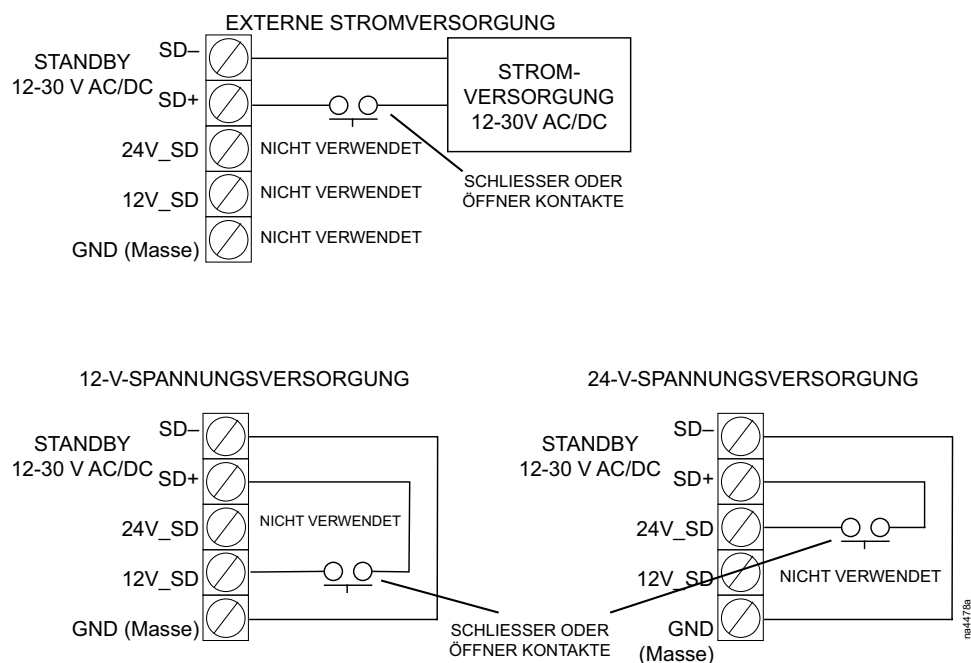 EXTERNE STROMVERSORGUNG
STANDBY
12-30 V AC/DC
SD–
SD+
24V_SD
12V_SD
GND (Masse)
NICHT VERWENDET
NICHT VERWENDET
NICHT VERWENDET
STROM-
VERSORGUNG
12-30V AC/DC
SCHLIESSER ODER
ÖFFNER KONTAKTE
12-V-SPANNUNGSVERSORGUNG
STANDBY
12-30 V AC/DC
SD–
SD+
24V_SD
12V_SD
GND (Masse)
NICHT VERWENDET
SCHLIESSER ODER
ÖFFNER KONTAKTE
24-V-SPANNUNGSVERSORGUNG
STANDBY
12-30 V AC/DC
SD–
SD+
24V_SD
12V_SD
GND
(Masse)
NICHT VERWENDET
na4478a